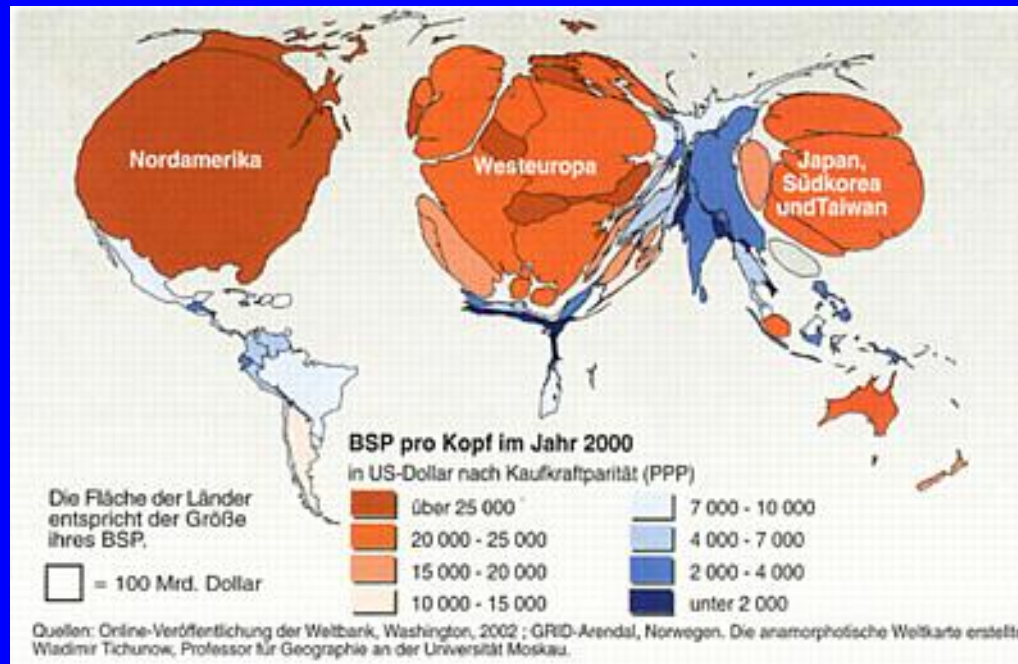 Nordamerika
Westeuropa
Japan,
Südkorea
undTaiwan
BSP pro Kopf im Jahr 2000
in US-Dollar nach Kaufkraftparität (PPP)
Die Fläche der Länder
entspricht der Größe
ihres BSP.
= 100 Mrd. Dollar
über 25 000
20 000 - 25 000
15 000 - 20 000
10 000 - 15 000
7 000 - 10 000
4 000 - 7 000
2 000 - 4 000
unter 2 000
Quellen: Online-Veröffentlichung der Weltbank, Washington, 2002 ; GRID-Arendal, Norwegen. Die anamorphotische Weltkarte erstellte
Wladimir Tichunow, Professor für Geographie an der Universität Moskau.